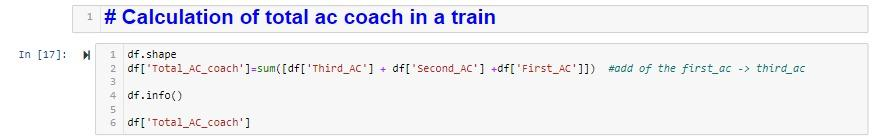 1 # Calculation of total ac coach in a train
In [17]:
1 df.shape
2 df['Total_AC_coach']=sum([df['Third_AC'] + df['Second_AC'] +df['First_AC']]) #add of the first_ac -> third_ac
3
4 df.info()
5
6 df['Total_AC_coach']